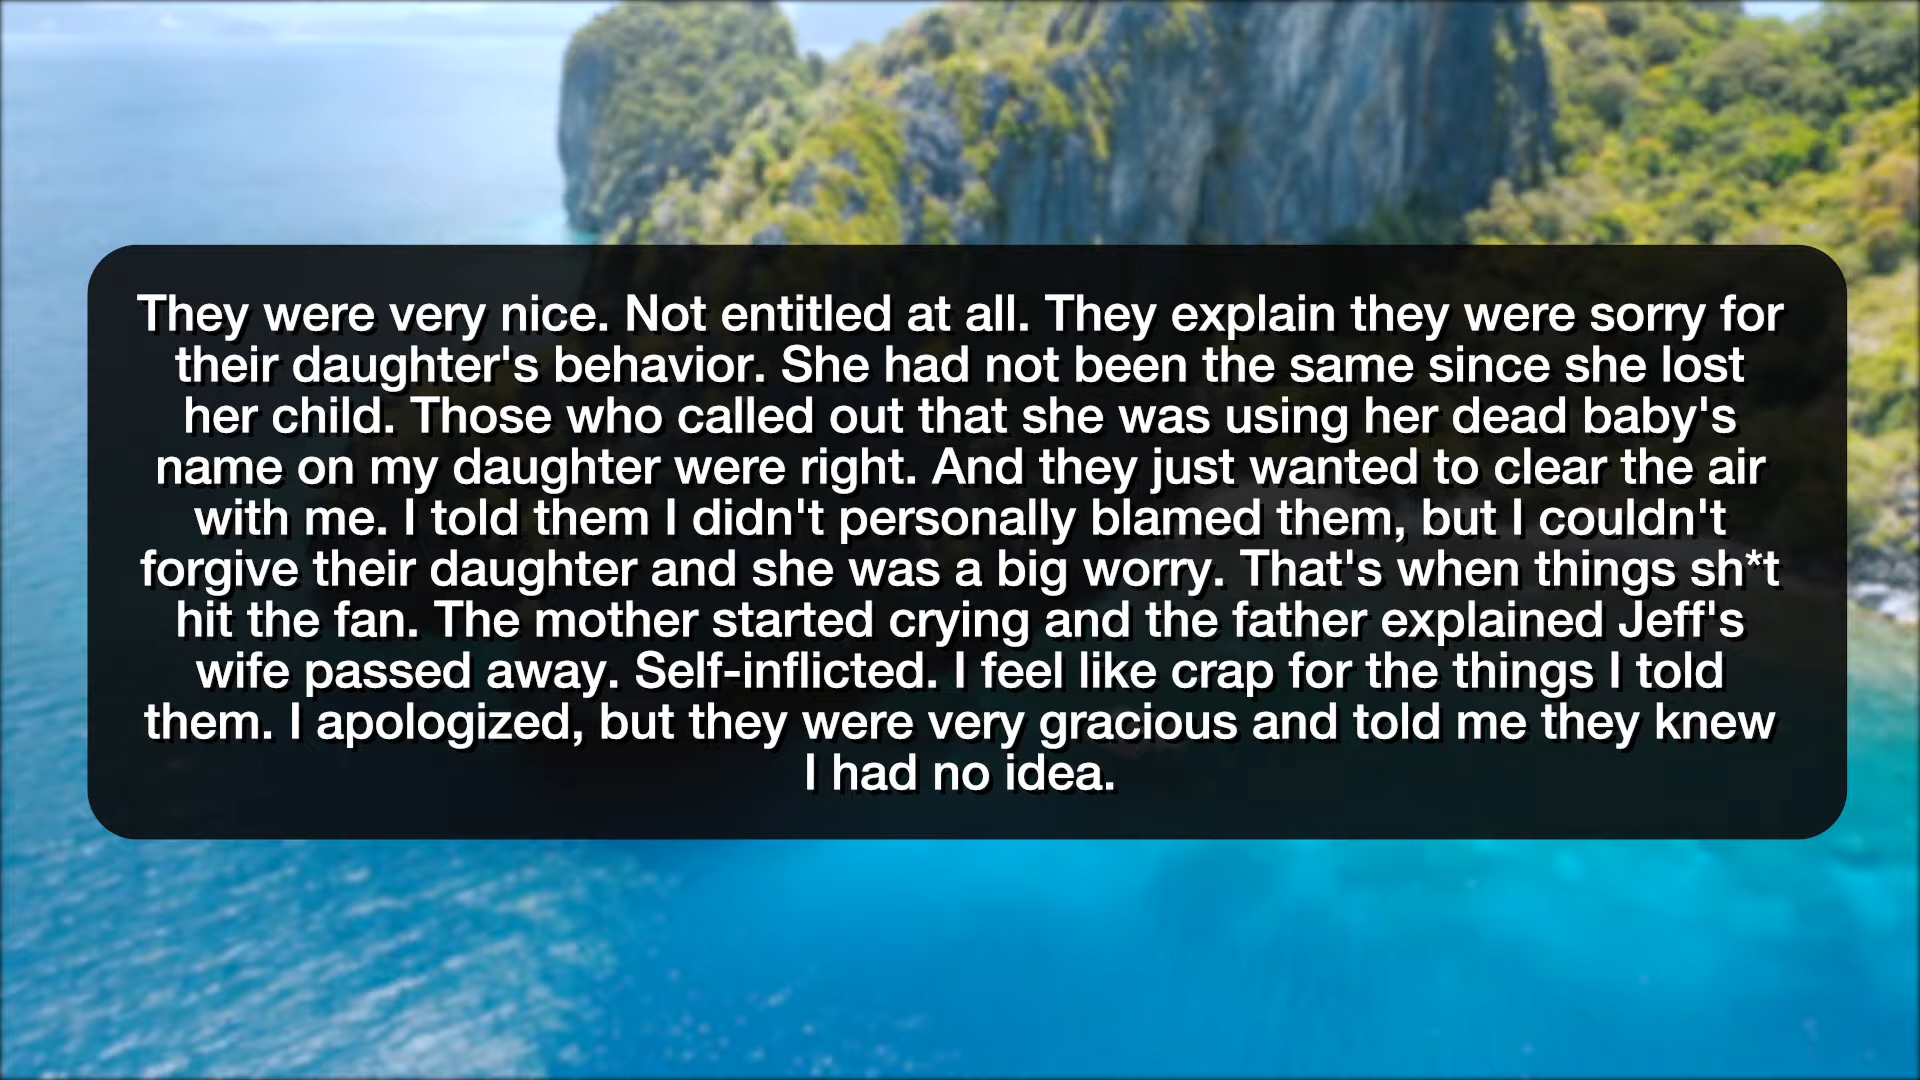 They were very nice. Not entitled at all. They explain they were sorry for
their daughter's behavior. She had not been the same since she lost
her child. Those who called out that she was using her dead baby's
name on my daughter were right. And they just wanted to clear the air
with me. I told them I didn't personally blamed them, but I couldn't
forgive their daughter and she was a big worry. That's when things sh*t
hit the fan. The mother started crying and the father explained Jeff's
wife passed away. Self-inflicted. I feel like crap for the things I told
them. I apologized, but they were very gracious and told me they knew
I had no idea.